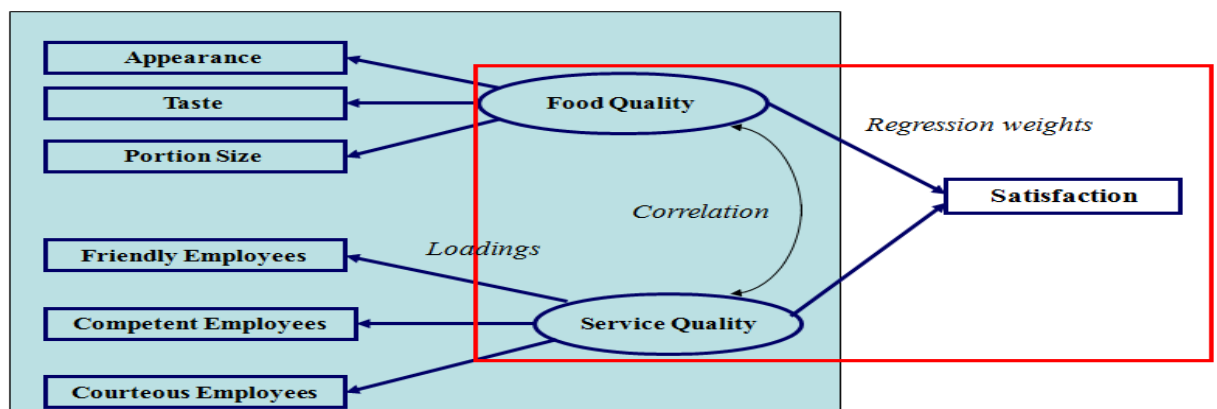 Appearance
Taste
Portion Size
Food Quality
Regression weights
Satisfaction
Correlation
Loadings
Friendly Employees
Competent Employees
Courteous Employees
Service Quality